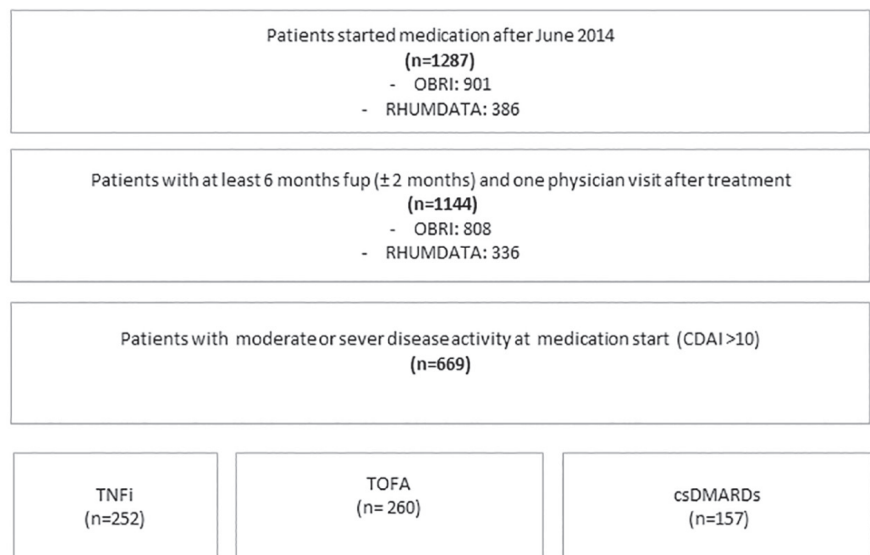 Patients started medication after June 2014
(n=1287)
- OBRI: 901
- RHUMDATA: 386
Patients with at least 6 months fup (± 2 months) and one physician visit after treatment
(n=1144)
- OBRI: 808
- RHUMDATA: 336
Patients with moderate or sever disease activity at medication start (CDAI >10)
(n=669)
TNFi
(n=252)
TOFA
(n= 260)
csDMARDs
(n=157)